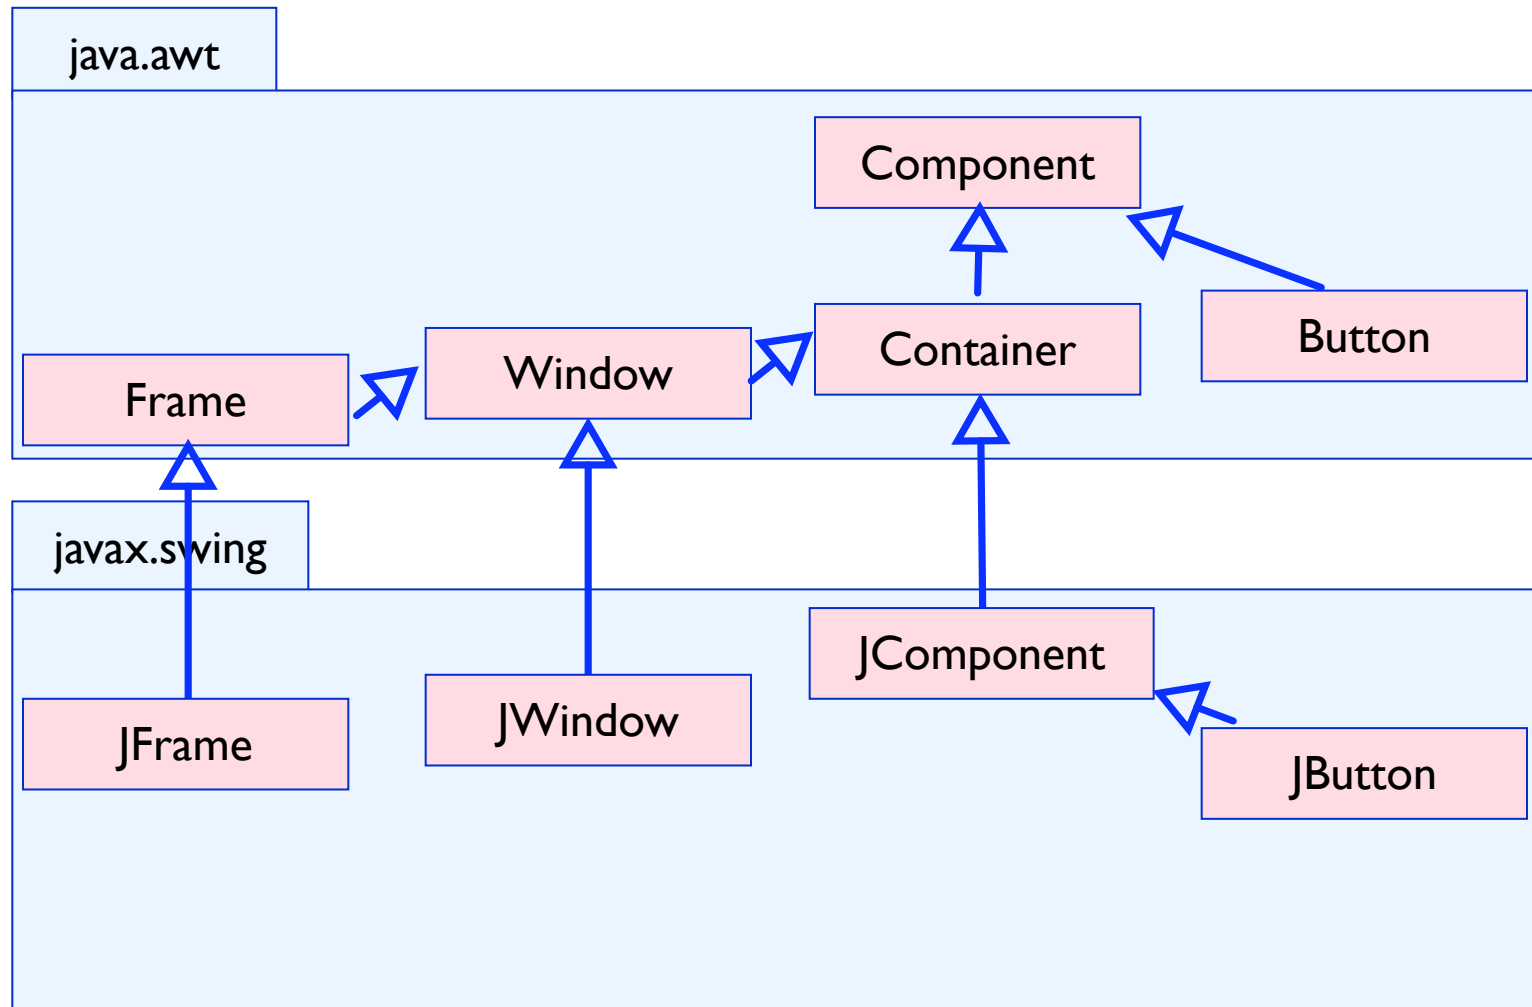 java.awt
Component
Button
Container
Window
Frame
javax.swing
JComponent
JWindow
JFrame
JButton